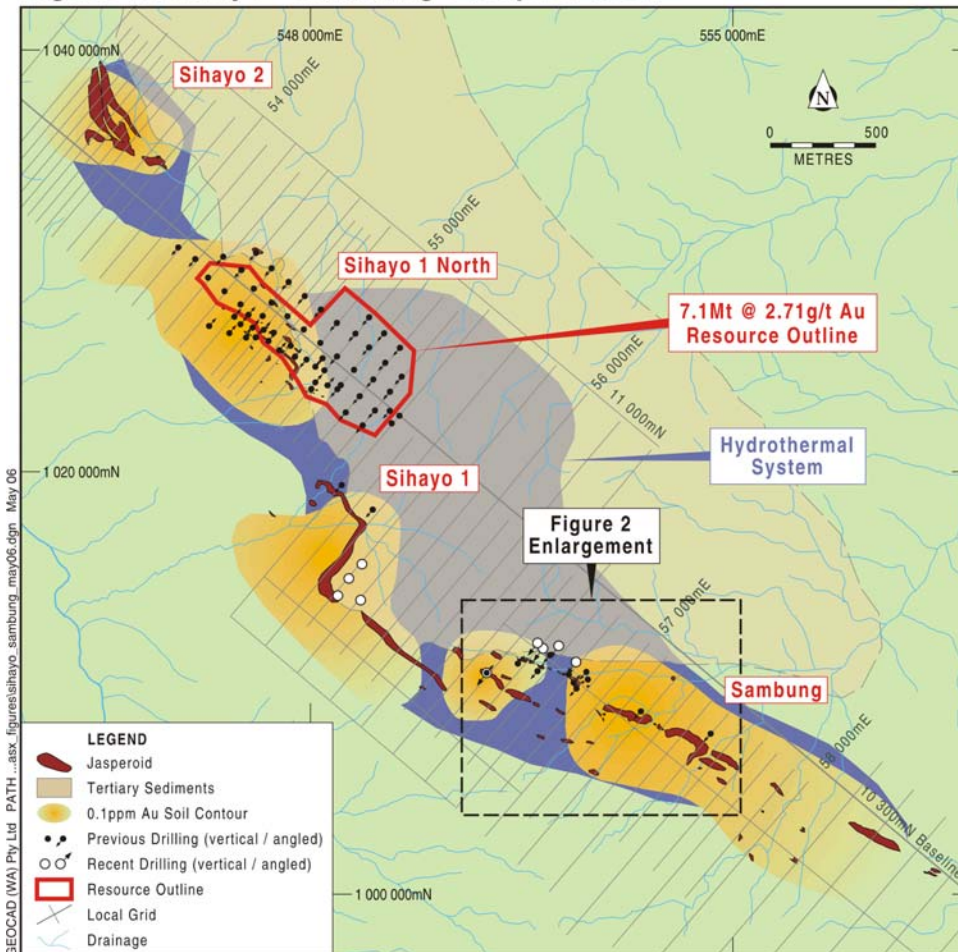 548 000mE
555 000mE
1 040 000mN
Sihayo 2
54 000mE
N
0 500
METRES
55 000mE
Sihayo 1 North
7.1Mt @ 2.71g/t Au
Resource Outline
56 000mE
11 000mN
Hydrothermal
System
1 020 000mN
Sihayo 1
Figure 2
Enlargement
57 000mE
Sambung
58 000mE
10 300mN Baseline
1 000 000mN
LEGEND
Jasperoid
Tertiary Sediments
0.1ppm Au Soil Contour
Previous Drilling (vertical / angled)
Recent Drilling (vertical / angled)
Resource Outline
Local Grid
Drainage
GEOCAD (WA) Pty Ltd PATH ...asx_figures\sihayo_sambung_may06.dgn May 06